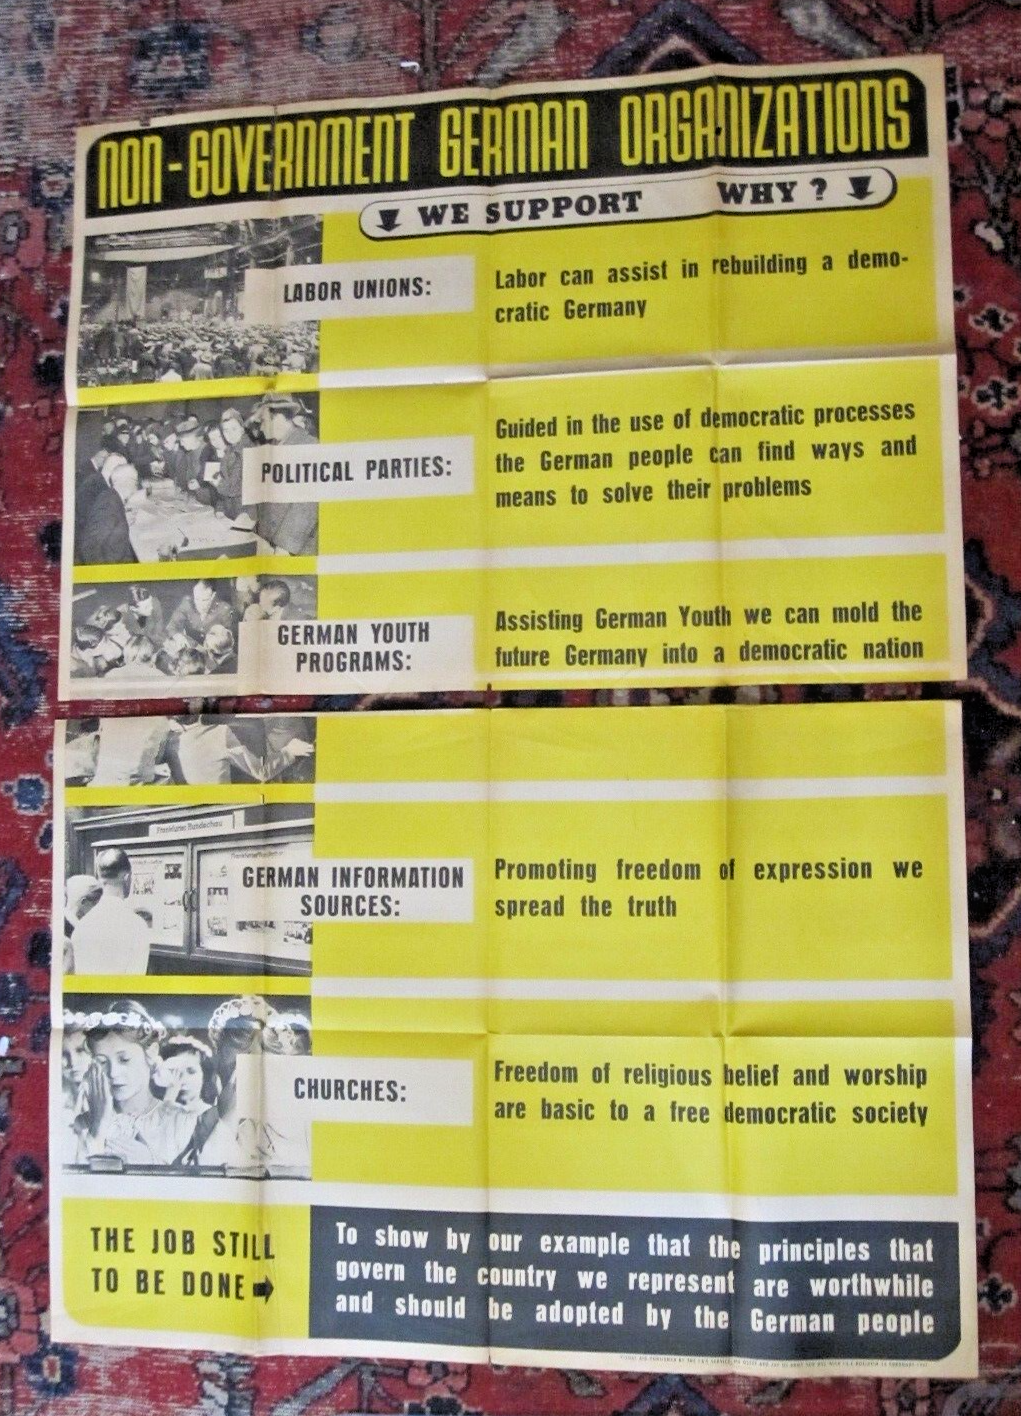 NON-GOVERNMENT GERMAN ORGANIZATIONS
WE SUPPORT WHY?
LABOR UNIONS:
Labor can assist in rebuilding a demo-
cratic Germany
POLITICAL PARTIES:
Guided in the use of democratic processes
the German people can find ways and
means to solve their problems
GERMAN YOUTH
PROGRAMS:
Assisting German Youth we can mold the
future Germany into a democratic nation
Frankfurter Rundschau
GERMAN INFORMATION
SOURCES:
Promoting freedom of expression we
spread the truth
CHURCHES:
Freedom of religious belief and worship
are basic to a free democratic society
THE JOB STILL
TO BE DONE
To show by our example that the principles that
govern the country we represent are worthwhile
and should be adopted by the German people